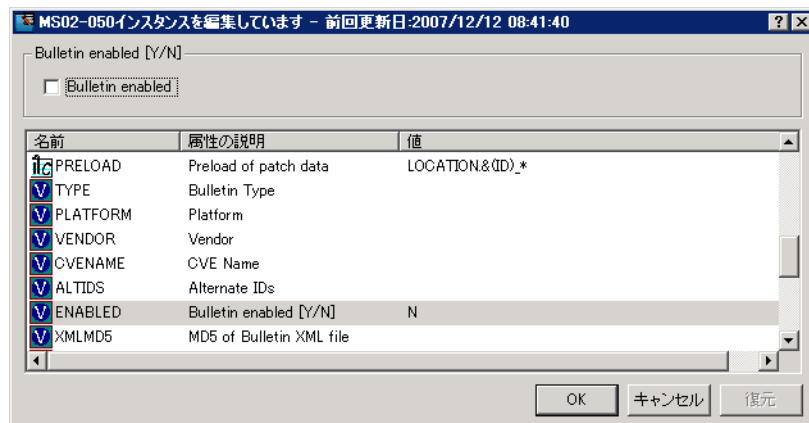 MS02-050インスタンスを編集しています - 前回更新日:2007/12/12 08:41:40
Bulletin enabled [Y/N]
Bulletin enabled
名前 属性の説明 値
PRELOAD Preload of patch data LOCATION.&(ID)_*
TYPE Bulletin Type
PLATFORM Platform
VENDOR Vendor
CVENAME CVE Name
ALTIDS Alternate IDs
ENABLED Bulletin enabled [Y/N] N
XMLMD5 MD5 of Bulletin XML file
OK キャンセル 復元